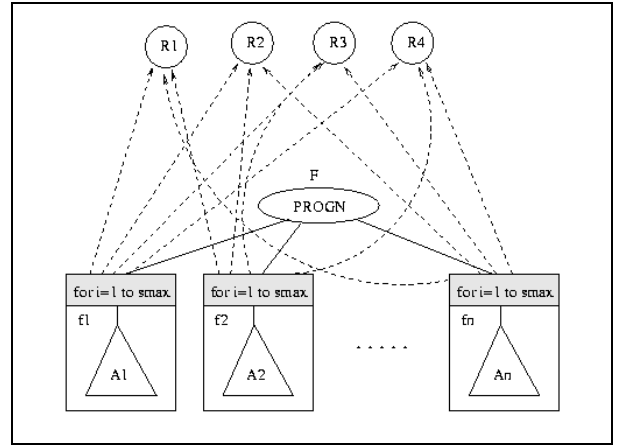 R1 R2 R3 R4
F
PROGN
for i=1 to smax for i=1 to smax for i=1 to smax
f1 f2 fn
.....
A1 A2 An